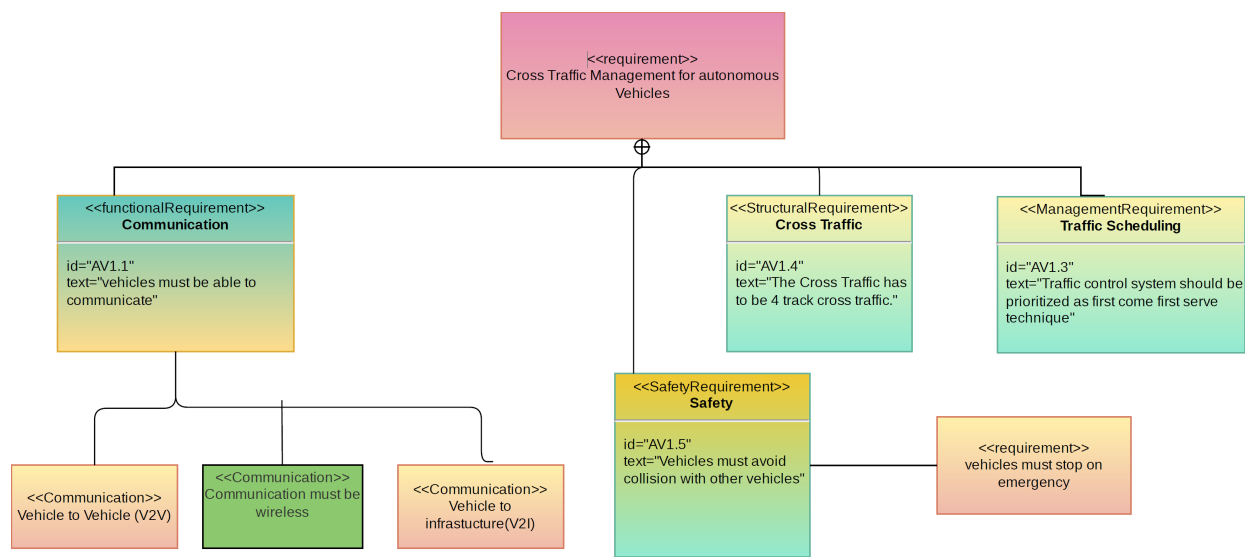 <<requirement>>
Cross Traffic Management for autonomous
Vehicles
<<functionalRequirement>>
Communication
id="AV1.1"
text="vehicles must be able to
communicate"
<<StructuralRequirement>>
Cross Traffic
id="AV1.4"
text="The Cross Traffic has
to be 4 track cross traffic."
<<ManagementRequirement>>
Traffic Scheduling
id="AV1.3"
text="Traffic control system should be
prioritized as first come first serve
technique"
<<SafetyRequirement>>
Safety
id="AV1.5"
text="Vehicles must avoid
collision with other vehicles"
<<requirement>>
vehicles must stop on
emergency
<<Communication>>
Vehicle to Vehicle (V2V)
<<Communication>>
Communication must be
wireless
<<Communication>>
Vehicle to
infrastucture(V2I)